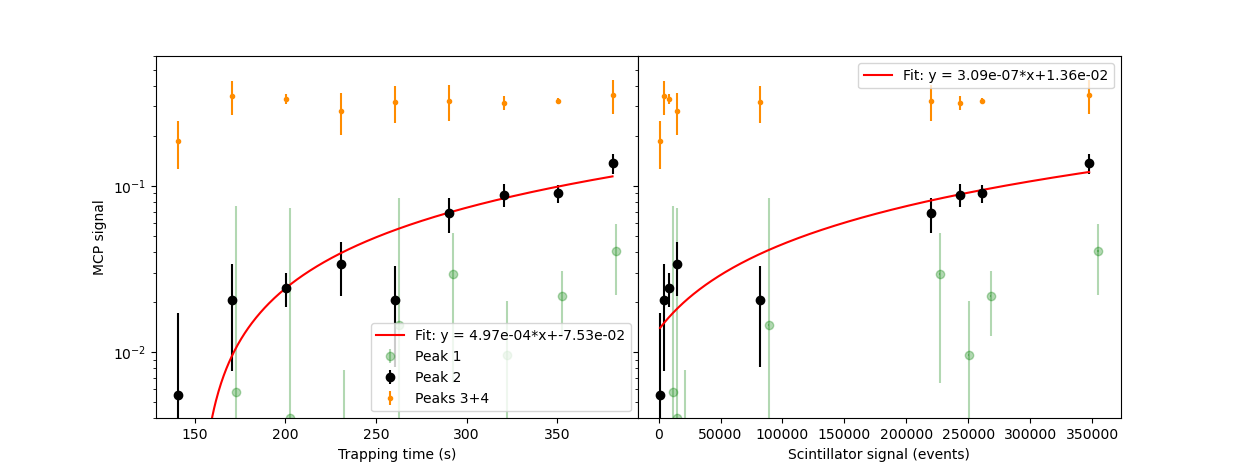 Fit: y = 3.09e-07*x+1.36e-02
10⁻¹
10⁻²
MCP signal
Fit: y = 4.97e-04*x+-7.53e-02
Peak 1
Peak 2
Peaks 3+4
150 200 250 300 350
0 50000 100000 150000 200000 250000 300000 350000
Trapping time (s)
Scintillator signal (events)